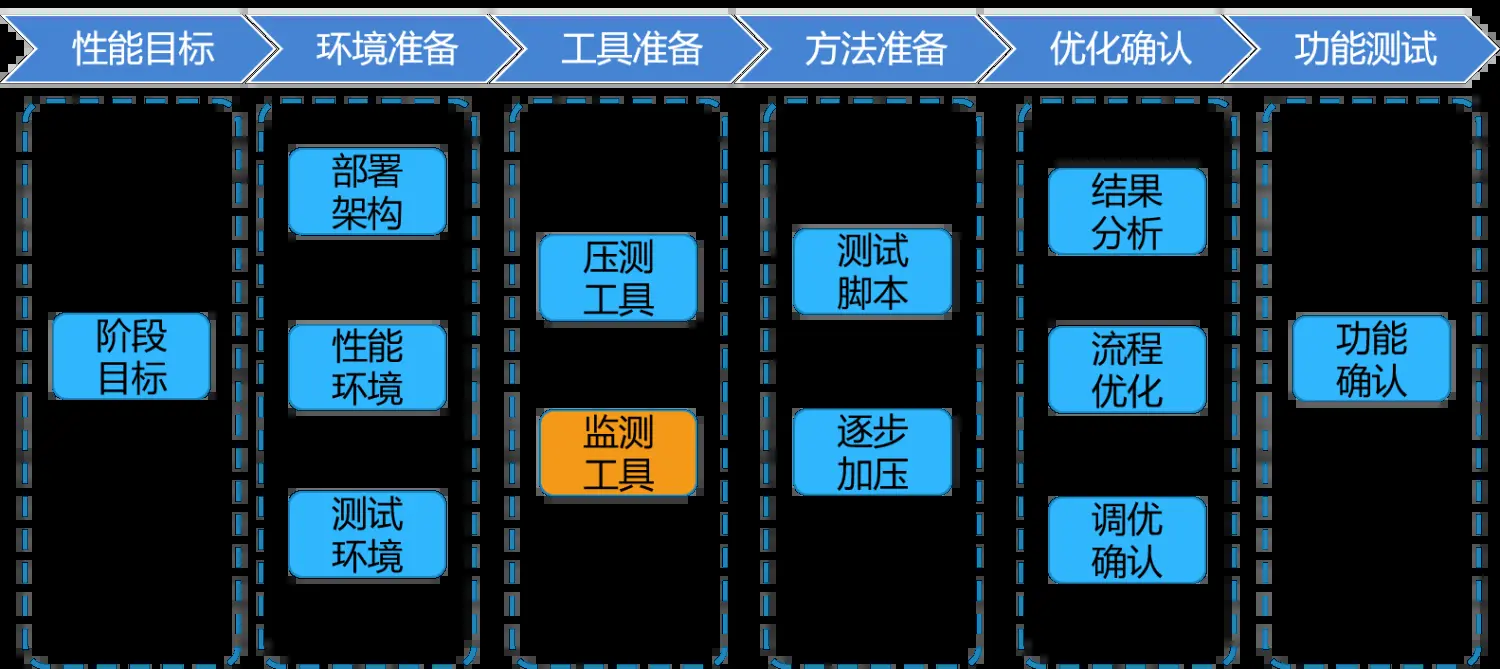 性能目标
环境准备
工具准备
方法准备
优化确认
功能测试
阶段
目标
部署
架构
性能
环境
测试
环境
压测
工具
监测
工具
测试
脚本
逐步
加压
结果
分析
流程
优化
调优
确认
功能
确认